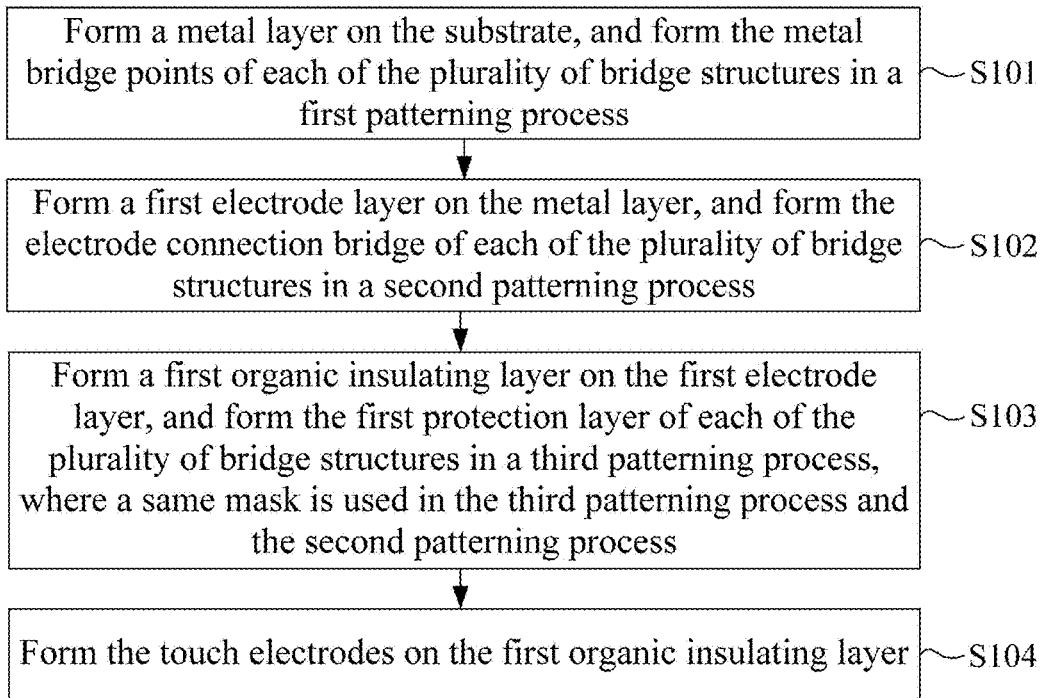 Form a metal layer on the substrate, and form the metal
bridge points of each of the plurality of bridge structures in a
first patterning process
S101
Form a first electrode layer on the metal layer, and form the
electrode connection bridge of each of the plurality of bridge
structures in a second patterning process
S102
Form a first organic insulating layer on the first electrode
layer, and form the first protection layer of each of the
plurality of bridge structures in a third patterning process,
where a same mask is used in the third patterning process and
the second patterning process
S103
Form the touch electrodes on the first organic insulating layer
S104